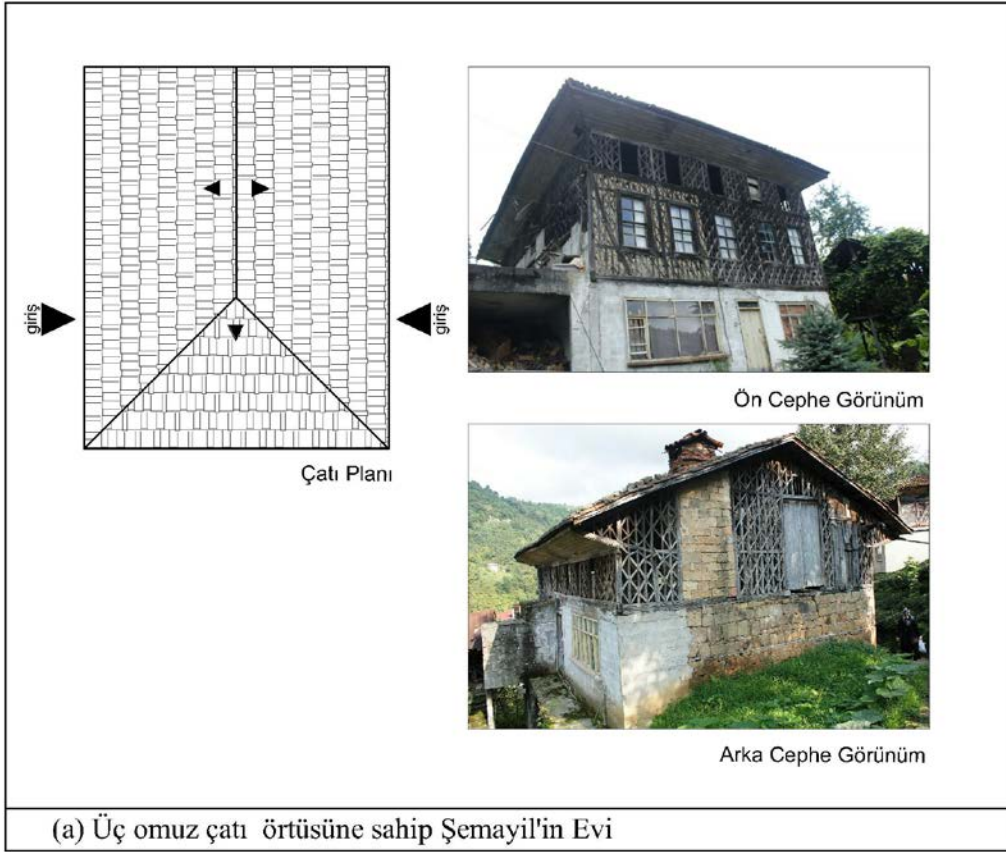 giriş
giriş
Çatı Planı
Ön Cephe Görünüm
Arka Cephe Görünüm
(a) Üç omuz çatı örtüsüne sahip Şemayil'in Evi